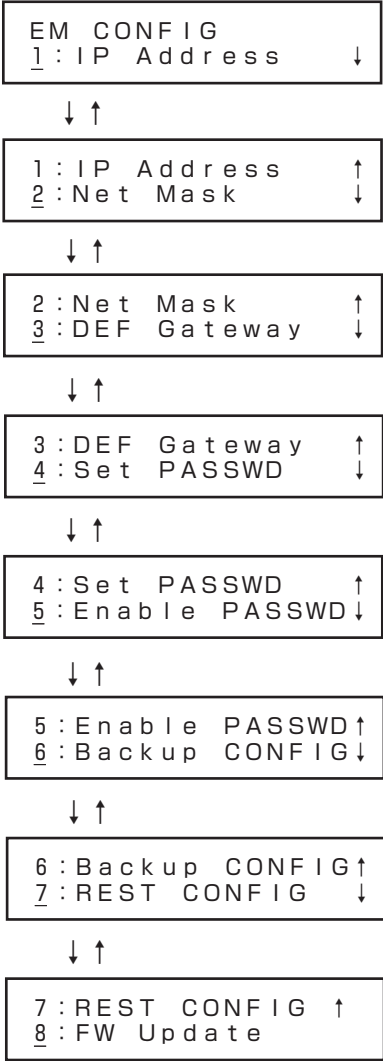 EM CONFIG
1:IP Address ↓
↓ ↑
1:IP Address ↑
2:Net Mask ↓
↓ ↑
2:Net Mask ↑
3:DEF Gateway ↓
↓ ↑
3:DEF Gateway ↑
4:Set PASSWD ↓
↓ ↑
4:Set PASSWD ↑
5:Enable PASSWD↓
↓ ↑
5:Enable PASSWD↑
6:Backup CONFIG↓
↓ ↑
6:Backup CONFIG↑
7:REST CONFIG ↓
↓ ↑
7:REST CONFIG ↑
8:FW Update